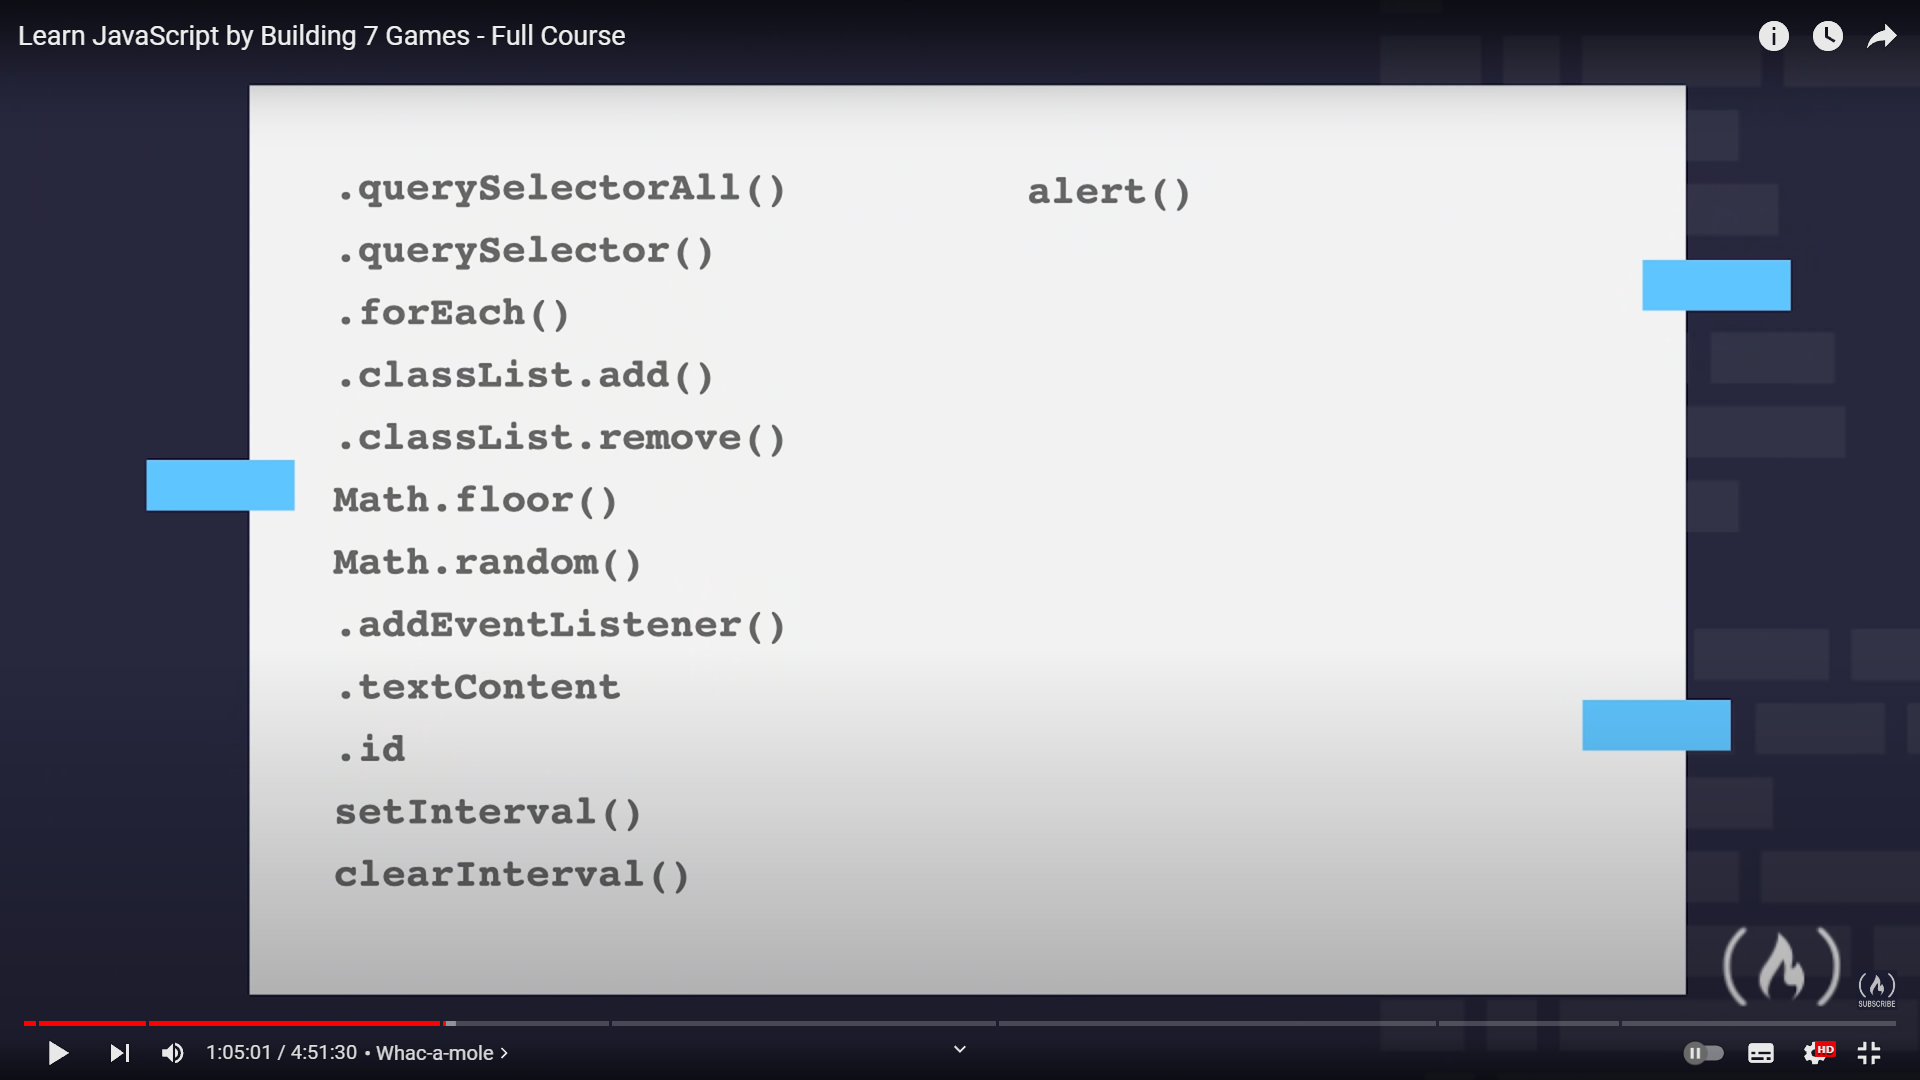 Learn JavaScript by Building 7 Games - Full Course
.querySelectorAll()
.querySelector()
.forEach()
.classList.add()
.classList.remove()
Math.floor()
Math.random()
.addEventListener()
.textContent
.id
setInterval()
clearInterval()
alert()
SUBSCRIBE
1:05:01 / 4:51:30 • Whac-a-mole >
HD